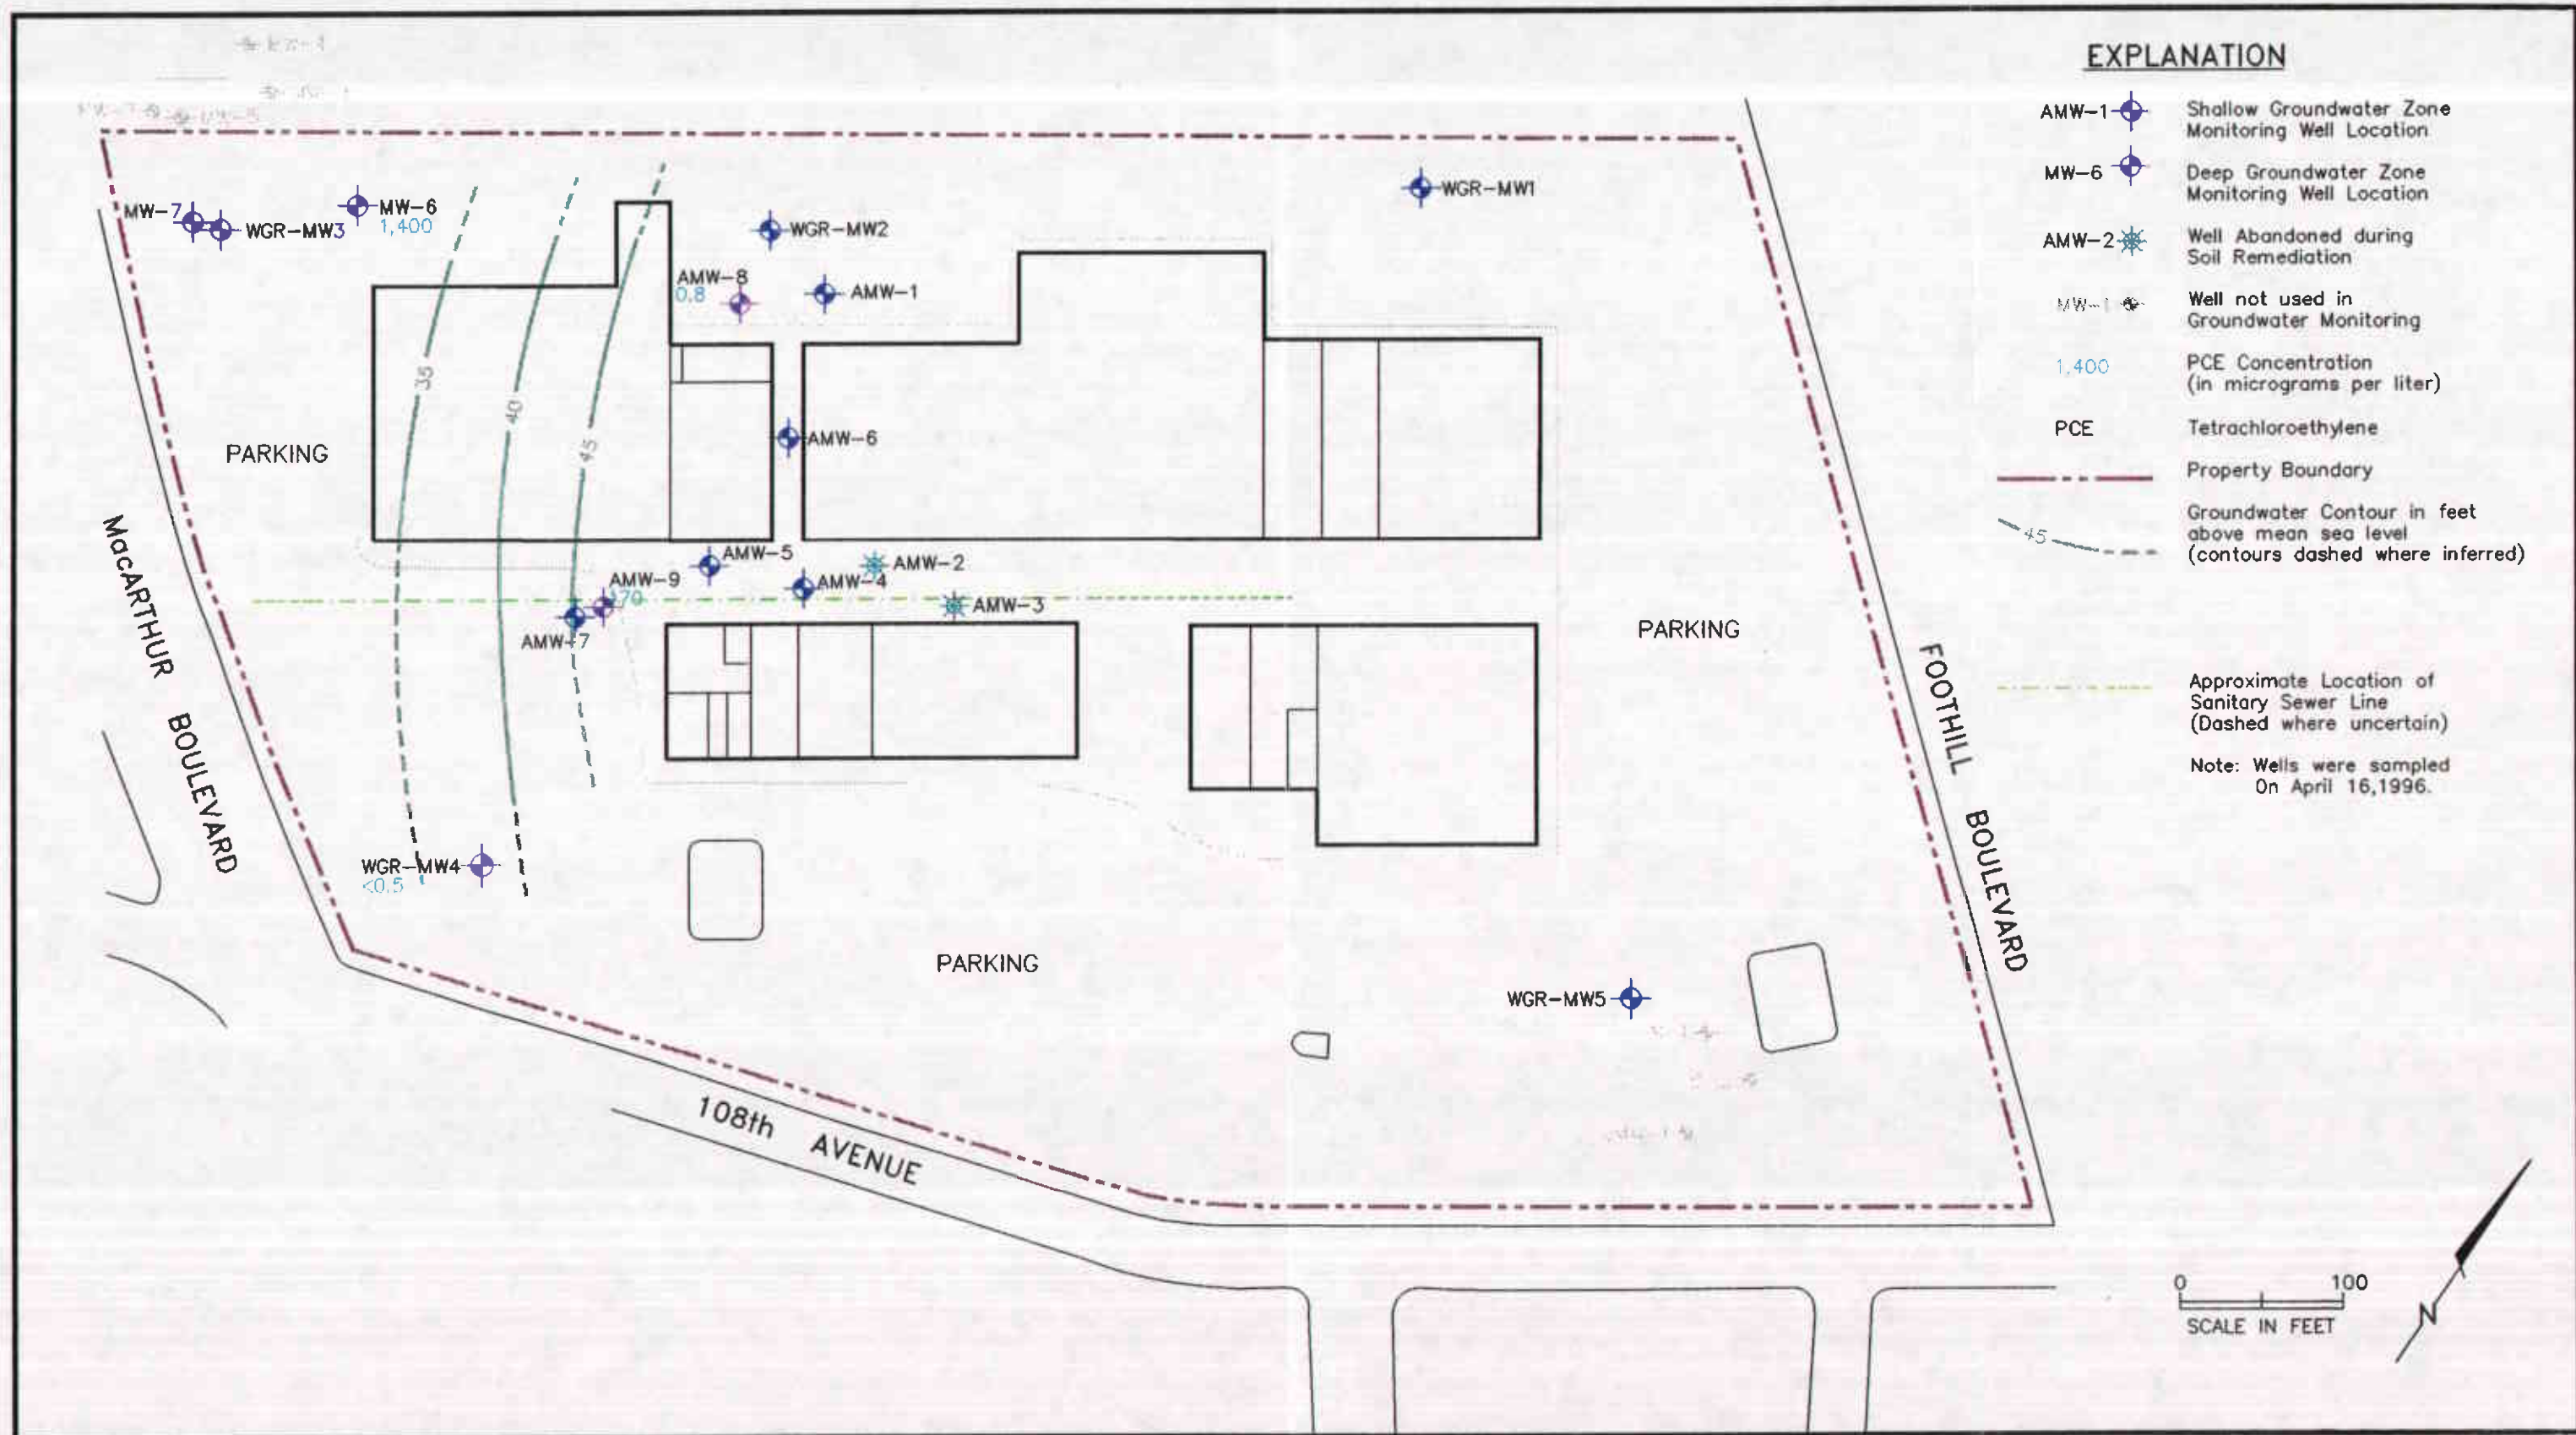 EXPLANATION
AMW-1
Shallow Groundwater Zone
Monitoring Well Location
MW-6
Deep Groundwater Zone
Monitoring Well Location
AMW-2
Well Abandoned during
Soil Remediation
MW-1
Well not used in
Groundwater Monitoring
1,400
PCE Concentration
(in micrograms per liter)
PCE
Tetrachloroethylene
Property Boundary
45
Groundwater Contour in feet
above mean sea level
(contours dashed where inferred)
Approximate Location of
Sanitary Sewer Line
(Dashed where uncertain)
Note: Wells were sampled
On April 16,1996.
MW-7
WGR-MW3
MW-6
1,400
WGR-MW2
WGR-MW1
AMW-8
0.8
AMW-1
35
40
45
AMW-6
PARKING
AMW-5
AMW-2
AMW-9
AMW-4
AMW-3
AMW-7
PARKING
MacARTHUR BOULEVARD
FOOTHILL BOULEVARD
WGR-MW4
<0.5
PARKING
WGR-MW5
108th AVENUE
0 100
SCALE IN FEET
N